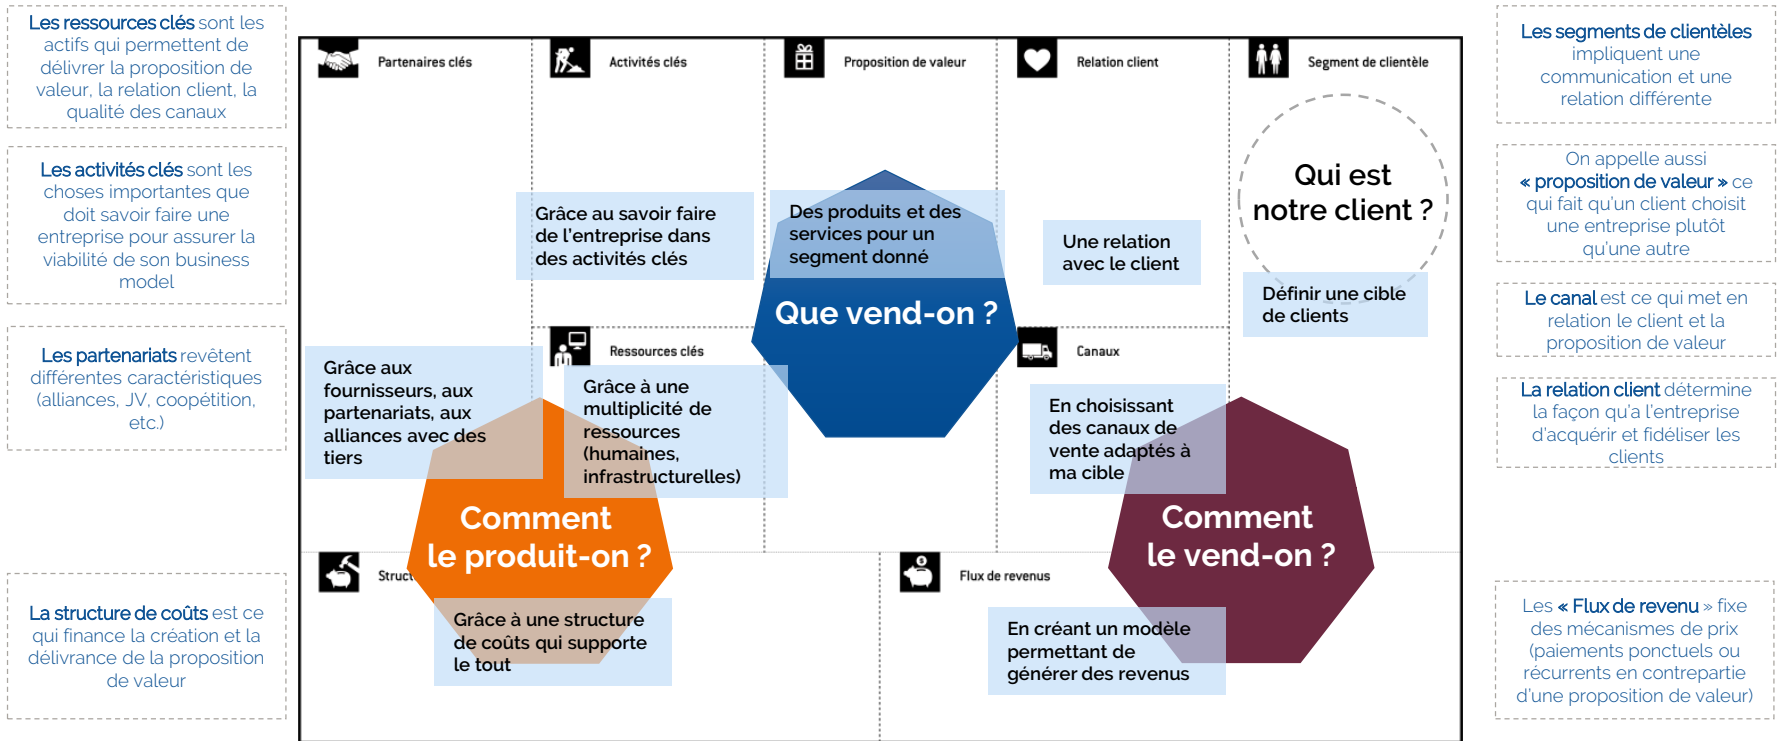 Les ressources clés sont les
actifs qui permettent de
délivrer la proposition de
valeur, la relation client, la
qualité des canaux
Les activités clés sont les
choses importantes que
doit savoir faire une
entreprise pour assurer la
viabilité de son business
model
Les partenariats revêtent
différentes caractéristiques
(alliances, JV, coopétition,
etc.)
La structure de coûts est ce
qui finance la création et la
délivrance de la proposition
de valeur
Partenaires clés
Activités clés
Proposition de valeur
Relation client
Segment de clientèle
Grâce au savoir faire
de l'entreprise dans
des activités clés
Des produits et des
services pour un
segment donné
Que vend-on ?
Une relation
avec le client
Qui est
notre client ?
Définir une cible
de clients
Ressources clés
Canaux
Grâce aux
fournisseurs, aux
partenariats, aux
alliances avec des
tiers
Grâce à une
multiplicité de
ressources
(humaines,
infrastructurelles)
En choisissant
des canaux de
vente adaptés à
ma cible
Comment
le produit-on ?
Comment
le vend-on ?
Struct
Flux de revenus
Grâce à une structure
de coûts qui supporte
le tout
En créant un modèle
permettant de
générer des revenus
Les segments de clientèles
impliquent une
communication et une
relation différente
On appelle aussi
« proposition de valeur » ce
qui fait qu'un client choisit
une entreprise plutôt
qu'une autre
Le canal est ce qui met en
relation le client et la
proposition de valeur
La relation client détermine
la façon qu'a l'entreprise
d'acquérir et fidéliser les
clients
Les « Flux de revenu » fixe
des mécanismes de prix
(paiements ponctuels ou
récurrents en contrepartie
d'une proposition de valeur)